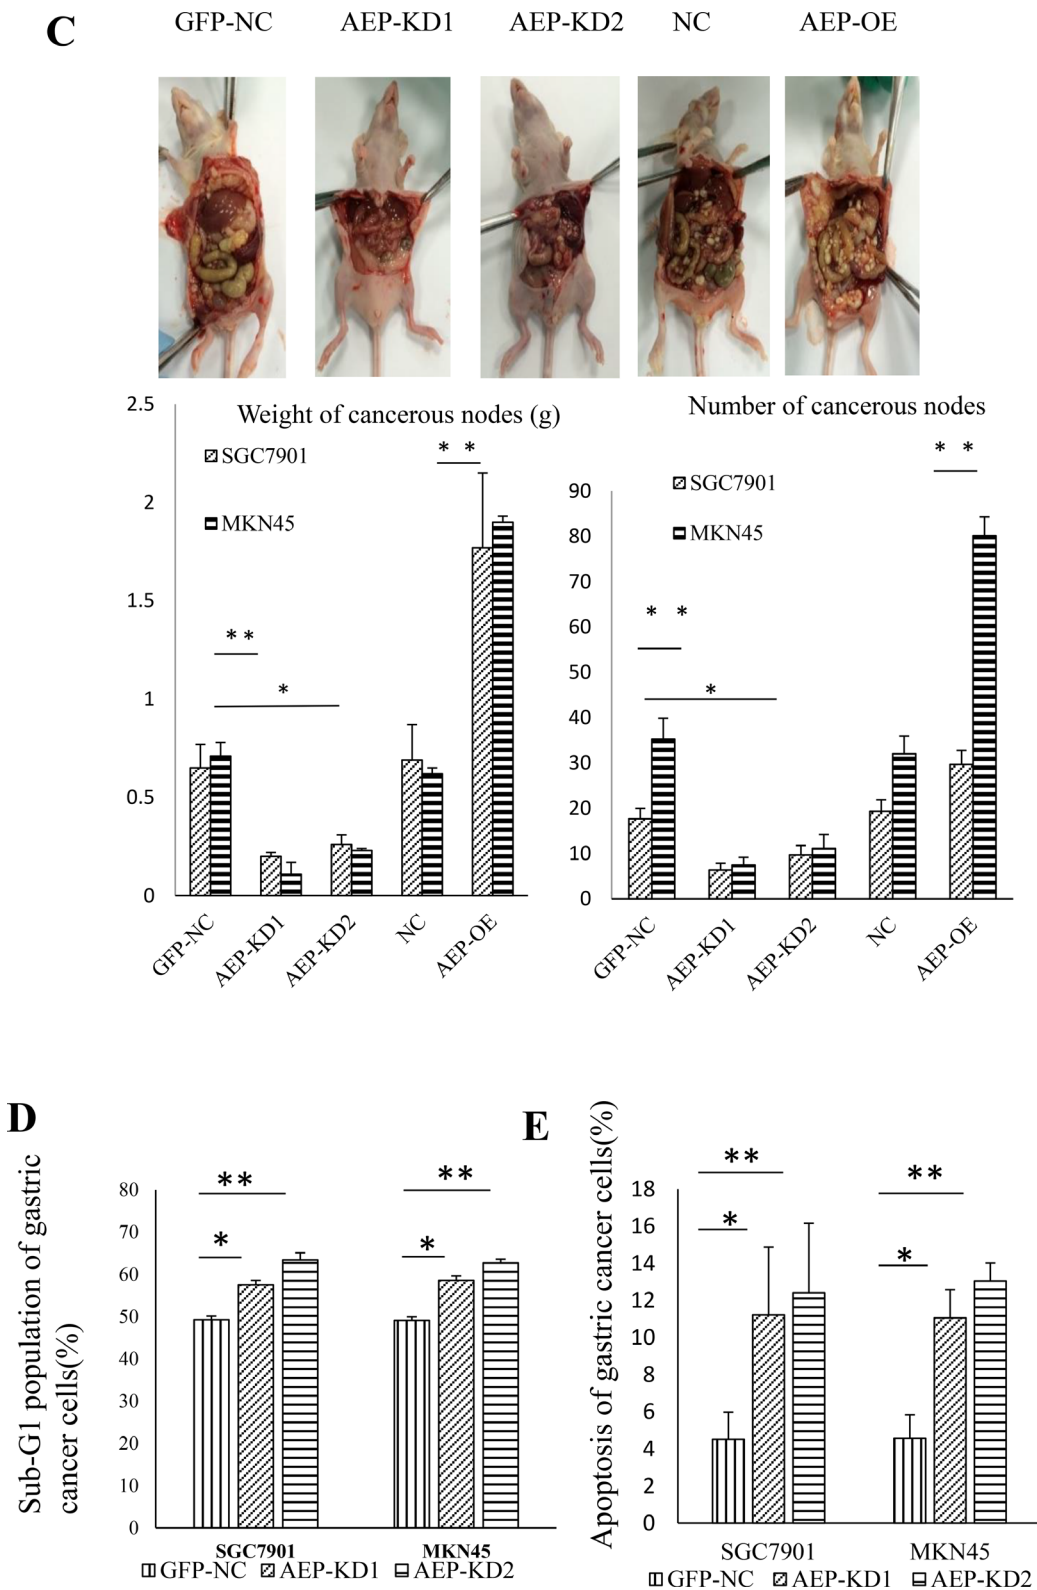 C
GFP-NC AEP-KD1 AEP-KD2 NC AEP-OE
Weight of cancerous nodes (g)
SGC7901
MKN45
2.5
2
1.5
1
0.5
0
* *
* *
*
GFP-NC AEP-KD1 AEP-KD2 NC AEP-OE
Number of cancerous nodes
SGC7901
MKN45
90
80
70
60
50
40
30
20
10
0
* *
* *
*
GFP-NC AEP-KD1 AEP-KD2 NC AEP-OE
D
Sub-G1 population of gastric
cancer cells(%)
80
70
60
50
40
30
20
10
0
**
*
**
*
SGC7901 MKN45
GFP-NC AEP-KD1 AEP-KD2
E
Apoptosis of gastric cancer cells(%)
18
16
14
12
10
8
6
4
2
0
**
*
**
*
SGC7901 MKN45
GFP-NC AEP-KD1 AEP-KD2